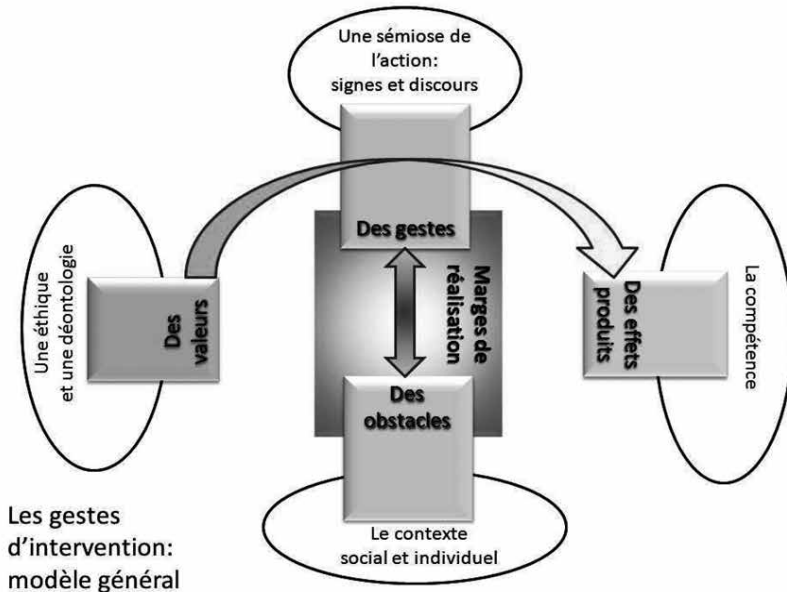 Une sémiose de
l’action:
signes et discours
Des gestes
Marges de
réalisation
Une éthique
et une déontologie
Des
valeurs
Des effets
produits
La compétence
Des
obstacles
Le contexte
social et individuel
Les gestes
d’intervention:
modèle général